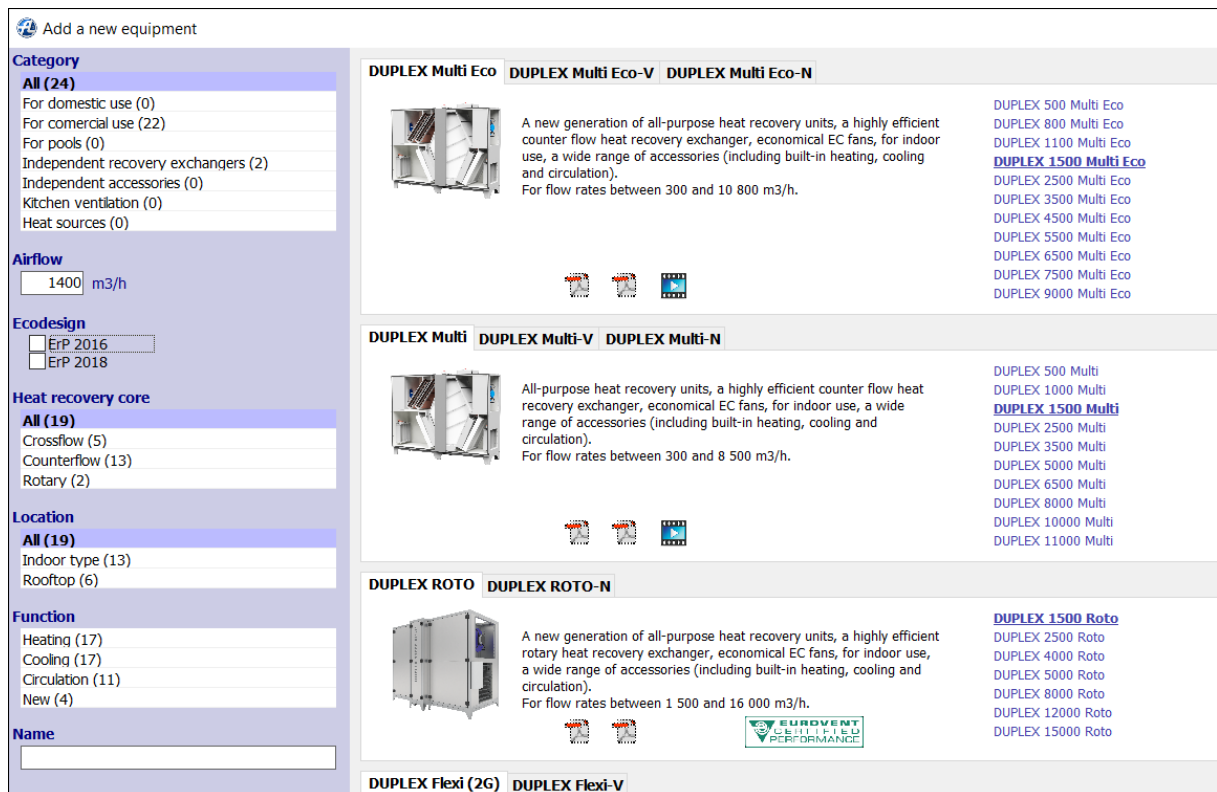 Add a new equipment
Category
All (24)
For domestic use (0)
For comercial use (22)
For pools (0)
Independent recovery exchangers (2)
Independent accessories (0)
Kitchen ventilation (0)
Heat sources (0)
Airflow
1400 m3/h
Ecodesign
ErP 2016
ErP 2018
Heat recovery core
All (19)
Crossflow (5)
Counterflow (13)
Rotary (2)
Location
All (19)
Indoor type (13)
Rooftop (6)
Function
Heating (17)
Cooling (17)
Circulation (11)
New (4)
Name
DUPLEX Multi Eco DUPLEX Multi Eco-V DUPLEX Multi Eco-N
A new generation of all-purpose heat recovery units, a highly efficient
counter flow heat recovery exchanger, economical EC fans, for indoor
use, a wide range of accessories (including built-in heating, cooling
and circulation).
For flow rates between 300 and 10 800 m3/h.
DUPLEX 500 Multi Eco
DUPLEX 800 Multi Eco
DUPLEX 1100 Multi Eco
DUPLEX 1500 Multi Eco
DUPLEX 2500 Multi Eco
DUPLEX 3500 Multi Eco
DUPLEX 4500 Multi Eco
DUPLEX 5500 Multi Eco
DUPLEX 6500 Multi Eco
DUPLEX 7500 Multi Eco
DUPLEX 9000 Multi Eco
DUPLEX Multi DUPLEX Multi-V DUPLEX Multi-N
All-purpose heat recovery units, a highly efficient counter flow heat
recovery exchanger, economical EC fans, for indoor use, a wide
range of accessories (including built-in heating, cooling and
circulation).
For flow rates between 300 and 8 500 m3/h.
DUPLEX 500 Multi
DUPLEX 1000 Multi
DUPLEX 1500 Multi
DUPLEX 2500 Multi
DUPLEX 3500 Multi
DUPLEX 5000 Multi
DUPLEX 6500 Multi
DUPLEX 8000 Multi
DUPLEX 10000 Multi
DUPLEX 11000 Multi
DUPLEX ROTO DUPLEX ROTO-N
A new generation of all-purpose heat recovery units, a highly efficient
rotary heat recovery exchanger, economical EC fans, for indoor use,
a wide range of accessories (including built-in heating, cooling and
circulation).
For flow rates between 1 500 and 16 000 m3/h.
EUROVENT
CERTIFIED
PERFORMANCE
DUPLEX 1500 Roto
DUPLEX 2500 Roto
DUPLEX 4000 Roto
DUPLEX 5000 Roto
DUPLEX 8000 Roto
DUPLEX 12000 Roto
DUPLEX 15000 Roto
DUPLEX Flexi (2G) DUPLEX Flexi-V